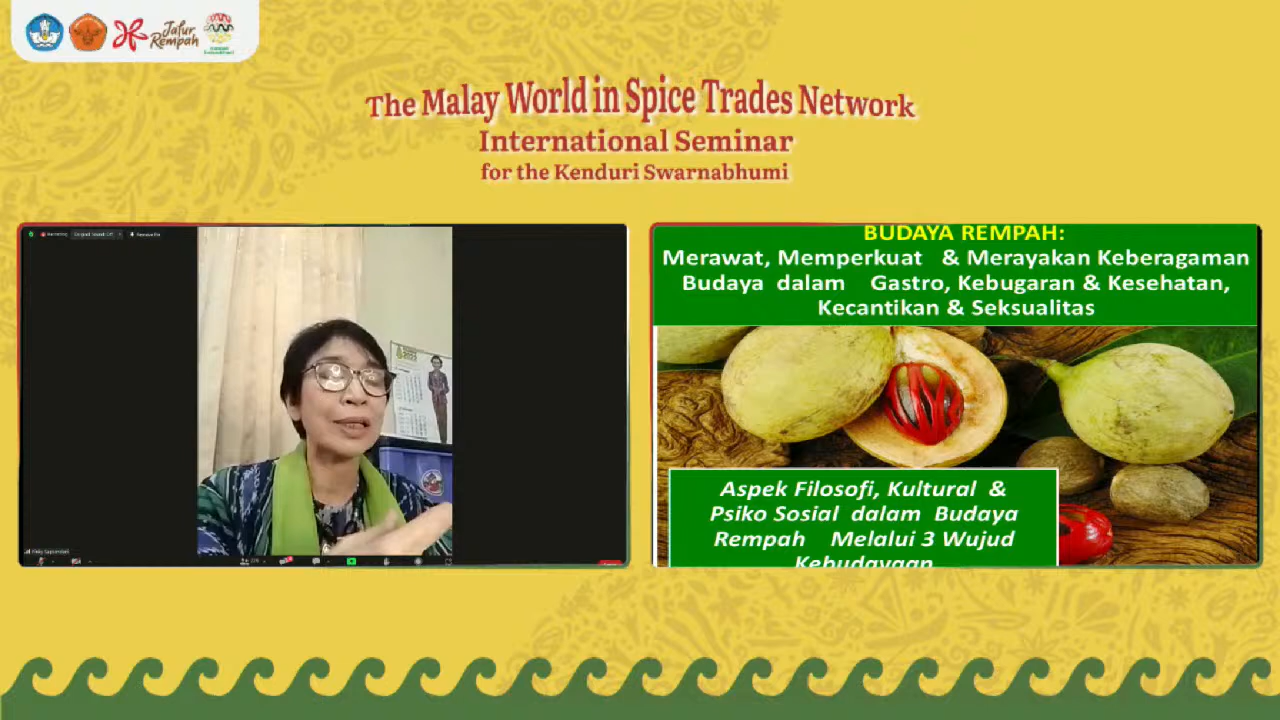 Jalur
Rempah
The Malay World in Spice Trades Network
International Seminar
for the Kenduri Swarnabhumi
BUDAYA REMPAH:
Merawat, Memperkuat & Merayakan Keberagaman
Budaya dalam Gastro, Kebugaran & Kesehatan,
Kecantikan & Seksualitas
Aspek Filosofi, Kultural &
Psiko Sosial dalam Budaya
Rempah Melalui 3 Wujud
Kebudayaan